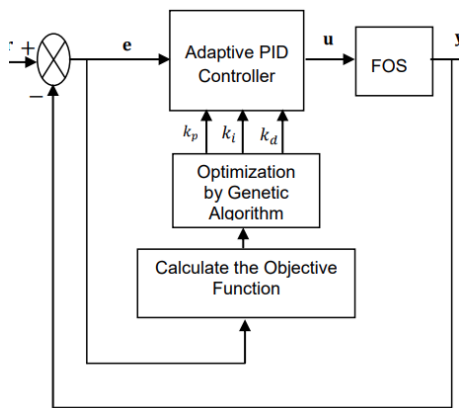 r + e Adaptive PID Controller u FOS y
−
k_p k_i k_d
Optimization
by Genetic
Algorithm
Calculate the Objective
Function